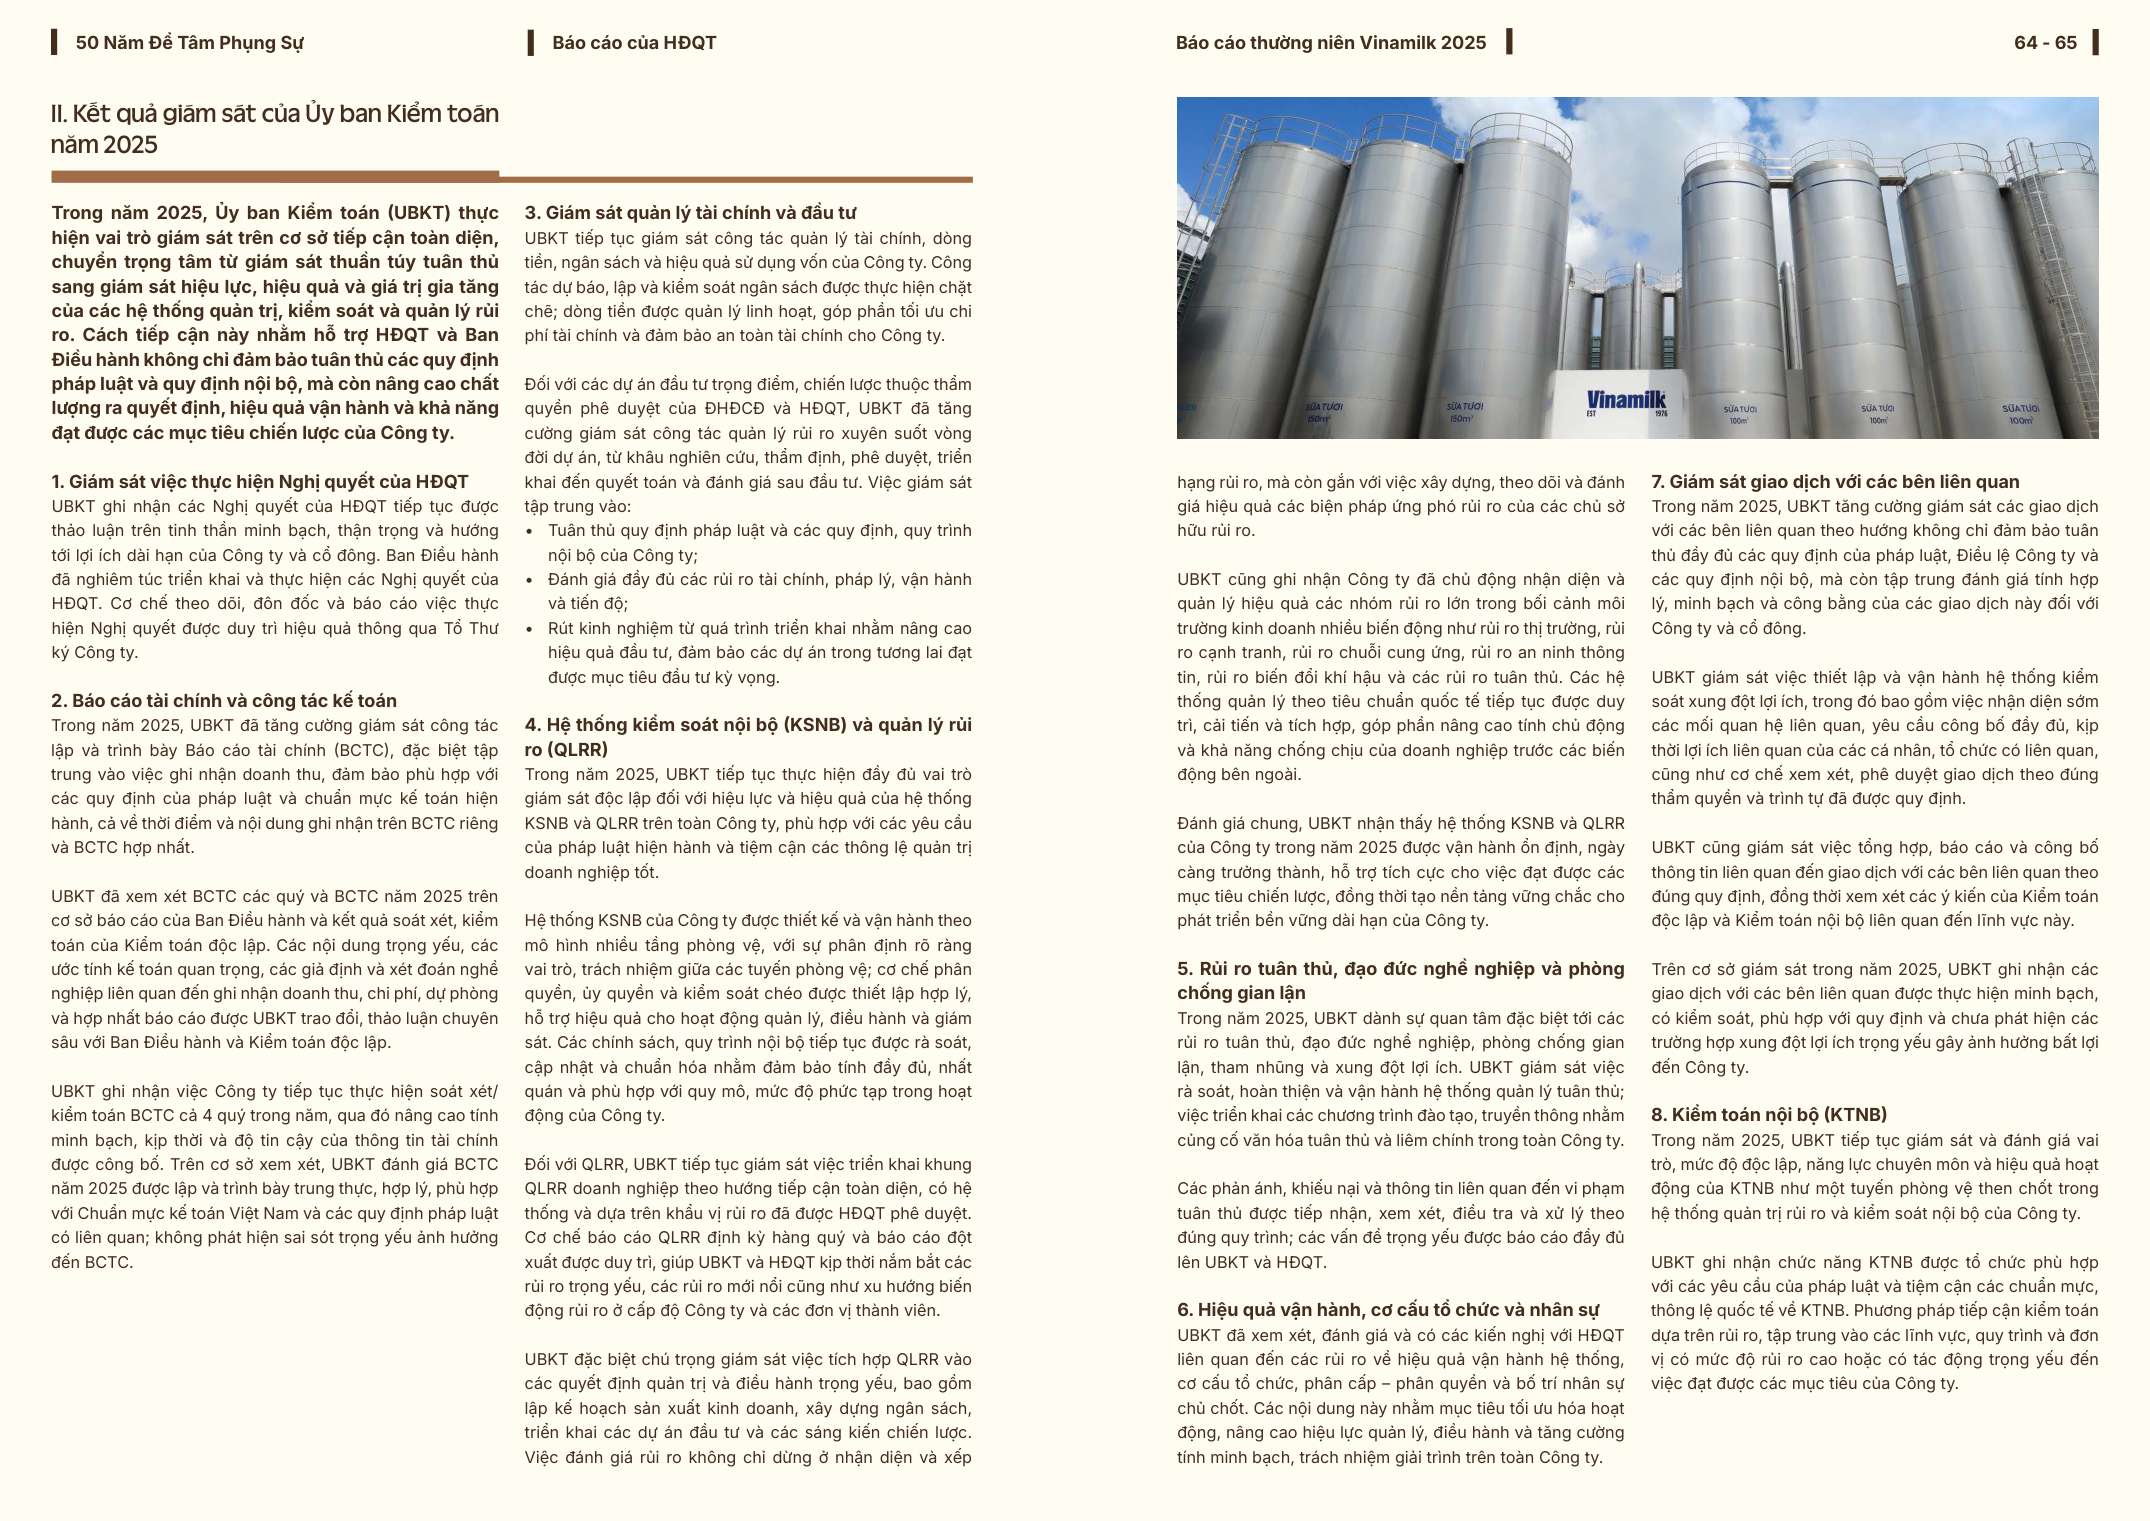 50 Năm Để Tâm Phụng Sự
Báo cáo của HĐQT
Báo cáo thường niên Vinamilk 2025
64 - 65
II. Kết quả giám sát của Ủy ban Kiểm toán
năm 2025
Trong năm 2025, Ủy ban Kiểm toán (UBKT) thực
hiện vai trò giám sát trên cơ sở tiếp cận toàn diện,
chuyển trọng tâm từ giám sát thuần túy tuân thủ
sang giám sát hiệu lực, hiệu quả và giá trị gia tăng
của các hệ thống quản trị, kiểm soát và quản lý rủi
ro. Cách tiếp cận này nhằm hỗ trợ HĐQT và Ban
Điều hành không chỉ đảm bảo tuân thủ các quy định
pháp luật và quy định nội bộ, mà còn nâng cao chất
lượng ra quyết định, hiệu quả vận hành và khả năng
đạt được các mục tiêu chiến lược của Công ty.
1. Giám sát việc thực hiện Nghị quyết của HĐQT
UBKT ghi nhận các Nghị quyết của HĐQT tiếp tục được
thảo luận trên tinh thần minh bạch, thận trọng và hướng
tới lợi ích dài hạn của Công ty và cổ đông. Ban Điều hành
đã nghiêm túc triển khai và thực hiện các Nghị quyết của
HĐQT. Cơ chế theo dõi, đôn đốc và báo cáo việc thực
hiện Nghị quyết được duy trì hiệu quả thông qua Tổ Thư
ký Công ty.
2. Báo cáo tài chính và công tác kế toán
Trong năm 2025, UBKT đã tăng cường giám sát công tác
lập và trình bày Báo cáo tài chính (BCTC), đặc biệt tập
trung vào việc ghi nhận doanh thu, đảm bảo phù hợp với
các quy định của pháp luật và chuẩn mực kế toán hiện
hành, cả về thời điểm và nội dung ghi nhận trên BCTC riêng
và BCTC hợp nhất.
UBKT đã xem xét BCTC các quý và BCTC năm 2025 trên
cơ sở báo cáo của Ban Điều hành và kết quả soát xét, kiểm
toán của Kiểm toán độc lập. Các nội dung trọng yếu, các
ước tính kế toán quan trọng, các giả định và xét đoán nghề
nghiệp liên quan đến ghi nhận doanh thu, chi phí, dự phòng
và hợp nhất báo cáo được UBKT trao đổi, thảo luận chuyên
sâu với Ban Điều hành và Kiểm toán độc lập.
UBKT ghi nhận việc Công ty tiếp tục thực hiện soát xét/
kiểm toán BCTC cả 4 quý trong năm, qua đó nâng cao tính
minh bạch, kịp thời và độ tin cậy của thông tin tài chính
được công bố. Trên cơ sở xem xét, UBKT đánh giá BCTC
năm 2025 được lập và trình bày trung thực, hợp lý, phù hợp
với Chuẩn mực kế toán Việt Nam và các quy định pháp luật
có liên quan; không phát hiện sai sót trọng yếu ảnh hưởng
đến BCTC.
3. Giám sát quản lý tài chính và đầu tư
UBKT tiếp tục giám sát công tác quản lý tài chính, dòng
tiền, ngân sách và hiệu quả sử dụng vốn của Công ty. Công
tác dự báo, lập và kiểm soát ngân sách được thực hiện chặt
chẽ; dòng tiền được quản lý linh hoạt, góp phần tối ưu chi
phí tài chính và đảm bảo an toàn tài chính cho Công ty.
Đối với các dự án đầu tư trọng điểm, chiến lược thuộc thẩm
quyền phê duyệt của ĐHĐCĐ và HĐQT, UBKT đã tăng
cường giám sát công tác quản lý rủi ro xuyên suốt vòng
đời dự án, từ khâu nghiên cứu, thẩm định, phê duyệt, triển
khai đến quyết toán và đánh giá sau đầu tư. Việc giám sát
tập trung vào:
• Tuân thủ quy định pháp luật và các quy định, quy trình
nội bộ của Công ty;
• Đánh giá đầy đủ các rủi ro tài chính, pháp lý, vận hành
và tiến độ;
• Rút kinh nghiệm từ quá trình triển khai nhằm nâng cao
hiệu quả đầu tư, đảm bảo các dự án trong tương lai đạt
được mục tiêu đầu tư kỳ vọng.
4. Hệ thống kiểm soát nội bộ (KSNB) và quản lý rủi
ro (QLRR)
Trong năm 2025, UBKT tiếp tục thực hiện đầy đủ vai trò
giám sát độc lập đối với hiệu lực và hiệu quả của hệ thống
KSNB và QLRR trên toàn Công ty, phù hợp với các yêu cầu
của pháp luật hiện hành và tiệm cận các thông lệ quản trị
doanh nghiệp tốt.
Hệ thống KSNB của Công ty được thiết kế và vận hành theo
mô hình nhiều tầng phòng vệ, với sự phân định rõ ràng
vai trò, trách nhiệm giữa các tuyến phòng vệ; cơ chế phân
quyền, ủy quyền và kiểm soát chéo được thiết lập hợp lý,
hỗ trợ hiệu quả cho hoạt động quản lý, điều hành và giám
sát. Các chính sách, quy trình nội bộ tiếp tục được rà soát,
cập nhật và chuẩn hóa nhằm đảm bảo tính đầy đủ, nhất
quán và phù hợp với quy mô, mức độ phức tạp trong hoạt
động của Công ty.
Đối với QLRR, UBKT tiếp tục giám sát việc triển khai khung
QLRR doanh nghiệp theo hướng tiếp cận toàn diện, có hệ
thống và dựa trên khẩu vị rủi ro đã được HĐQT phê duyệt.
Cơ chế báo cáo QLRR định kỳ hàng quý và báo cáo đột
xuất được duy trì, giúp UBKT và HĐQT kịp thời nắm bắt các
rủi ro trọng yếu, các rủi ro mới nổi cũng như xu hướng biến
động rủi ro ở cấp độ Công ty và các đơn vị thành viên.
UBKT đặc biệt chú trọng giám sát việc tích hợp QLRR vào
các quyết định quản trị và điều hành trọng yếu, bao gồm
lập kế hoạch sản xuất kinh doanh, xây dựng ngân sách,
triển khai các dự án đầu tư và các sáng kiến chiến lược.
Việc đánh giá rủi ro không chỉ dừng ở nhận diện và xếp
SỮA TƯƠI
150m³
SỮA TƯƠI
150m³
Vinamilk
EST 1976
SỮA TƯƠI
100m³
SỮA TƯƠI
100m³
SỮA TƯƠI
100m³
hạng rủi ro, mà còn gắn với việc xây dựng, theo dõi và đánh
giá hiệu quả các biện pháp ứng phó rủi ro của các chủ sở
hữu rủi ro.
UBKT cũng ghi nhận Công ty đã chủ động nhận diện và
quản lý hiệu quả các nhóm rủi ro lớn trong bối cảnh môi
trường kinh doanh nhiều biến động như rủi ro thị trường, rủi
ro cạnh tranh, rủi ro chuỗi cung ứng, rủi ro an ninh thông
tin, rủi ro biến đổi khí hậu và các rủi ro tuân thủ. Các hệ
thống quản lý theo tiêu chuẩn quốc tế tiếp tục được duy
trì, cải tiến và tích hợp, góp phần nâng cao tính chủ động
và khả năng chống chịu của doanh nghiệp trước các biến
động bên ngoài.
Đánh giá chung, UBKT nhận thấy hệ thống KSNB và QLRR
của Công ty trong năm 2025 được vận hành ổn định, ngày
càng trưởng thành, hỗ trợ tích cực cho việc đạt được các
mục tiêu chiến lược, đồng thời tạo nền tảng vững chắc cho
phát triển bền vững dài hạn của Công ty.
5. Rủi ro tuân thủ, đạo đức nghề nghiệp và phòng
chống gian lận
Trong năm 2025, UBKT dành sự quan tâm đặc biệt tới các
rủi ro tuân thủ, đạo đức nghề nghiệp, phòng chống gian
lận, tham nhũng và xung đột lợi ích. UBKT giám sát việc
rà soát, hoàn thiện và vận hành hệ thống quản lý tuân thủ;
việc triển khai các chương trình đào tạo, truyền thông nhằm
củng cố văn hóa tuân thủ và liêm chính trong toàn Công ty.
Các phản ánh, khiếu nại và thông tin liên quan đến vi phạm
tuân thủ được tiếp nhận, xem xét, điều tra và xử lý theo
đúng quy trình; các vấn đề trọng yếu được báo cáo đầy đủ
lên UBKT và HĐQT.
6. Hiệu quả vận hành, cơ cấu tổ chức và nhân sự
UBKT đã xem xét, đánh giá và có các kiến nghị với HĐQT
liên quan đến các rủi ro về hiệu quả vận hành hệ thống,
cơ cấu tổ chức, phân cấp – phân quyền và bố trí nhân sự
chủ chốt. Các nội dung này nhằm mục tiêu tối ưu hóa hoạt
động, nâng cao hiệu lực quản lý, điều hành và tăng cường
tính minh bạch, trách nhiệm giải trình trên toàn Công ty.
7. Giám sát giao dịch với các bên liên quan
Trong năm 2025, UBKT tăng cường giám sát các giao dịch
với các bên liên quan theo hướng không chỉ đảm bảo tuân
thủ đầy đủ các quy định của pháp luật, Điều lệ Công ty và
các quy định nội bộ, mà còn tập trung đánh giá tính hợp
lý, minh bạch và công bằng của các giao dịch này đối với
Công ty và cổ đông.
UBKT giám sát việc thiết lập và vận hành hệ thống kiểm
soát xung đột lợi ích, trong đó bao gồm việc nhận diện sớm
các mối quan hệ liên quan, yêu cầu công bố đầy đủ, kịp
thời lợi ích liên quan của các cá nhân, tổ chức có liên quan,
cũng như cơ chế xem xét, phê duyệt giao dịch theo đúng
thẩm quyền và trình tự đã được quy định.
UBKT cũng giám sát việc tổng hợp, báo cáo và công bố
thông tin liên quan đến giao dịch với các bên liên quan theo
đúng quy định, đồng thời xem xét các ý kiến của Kiểm toán
độc lập và Kiểm toán nội bộ liên quan đến lĩnh vực này.
Trên cơ sở giám sát trong năm 2025, UBKT ghi nhận các
giao dịch với các bên liên quan được thực hiện minh bạch,
có kiểm soát, phù hợp với quy định và chưa phát hiện các
trường hợp xung đột lợi ích trọng yếu gây ảnh hưởng bất lợi
đến Công ty.
8. Kiểm toán nội bộ (KTNB)
Trong năm 2025, UBKT tiếp tục giám sát và đánh giá vai
trò, mức độ độc lập, năng lực chuyên môn và hiệu quả hoạt
động của KTNB như một tuyến phòng vệ then chốt trong
hệ thống quản trị rủi ro và kiểm soát nội bộ của Công ty.
UBKT ghi nhận chức năng KTNB được tổ chức phù hợp
với các yêu cầu của pháp luật và tiệm cận các chuẩn mực,
thông lệ quốc tế về KTNB. Phương pháp tiếp cận kiểm toán
dựa trên rủi ro, tập trung vào các lĩnh vực, quy trình và đơn
vị có mức độ rủi ro cao hoặc có tác động trọng yếu đến
việc đạt được các mục tiêu của Công ty.